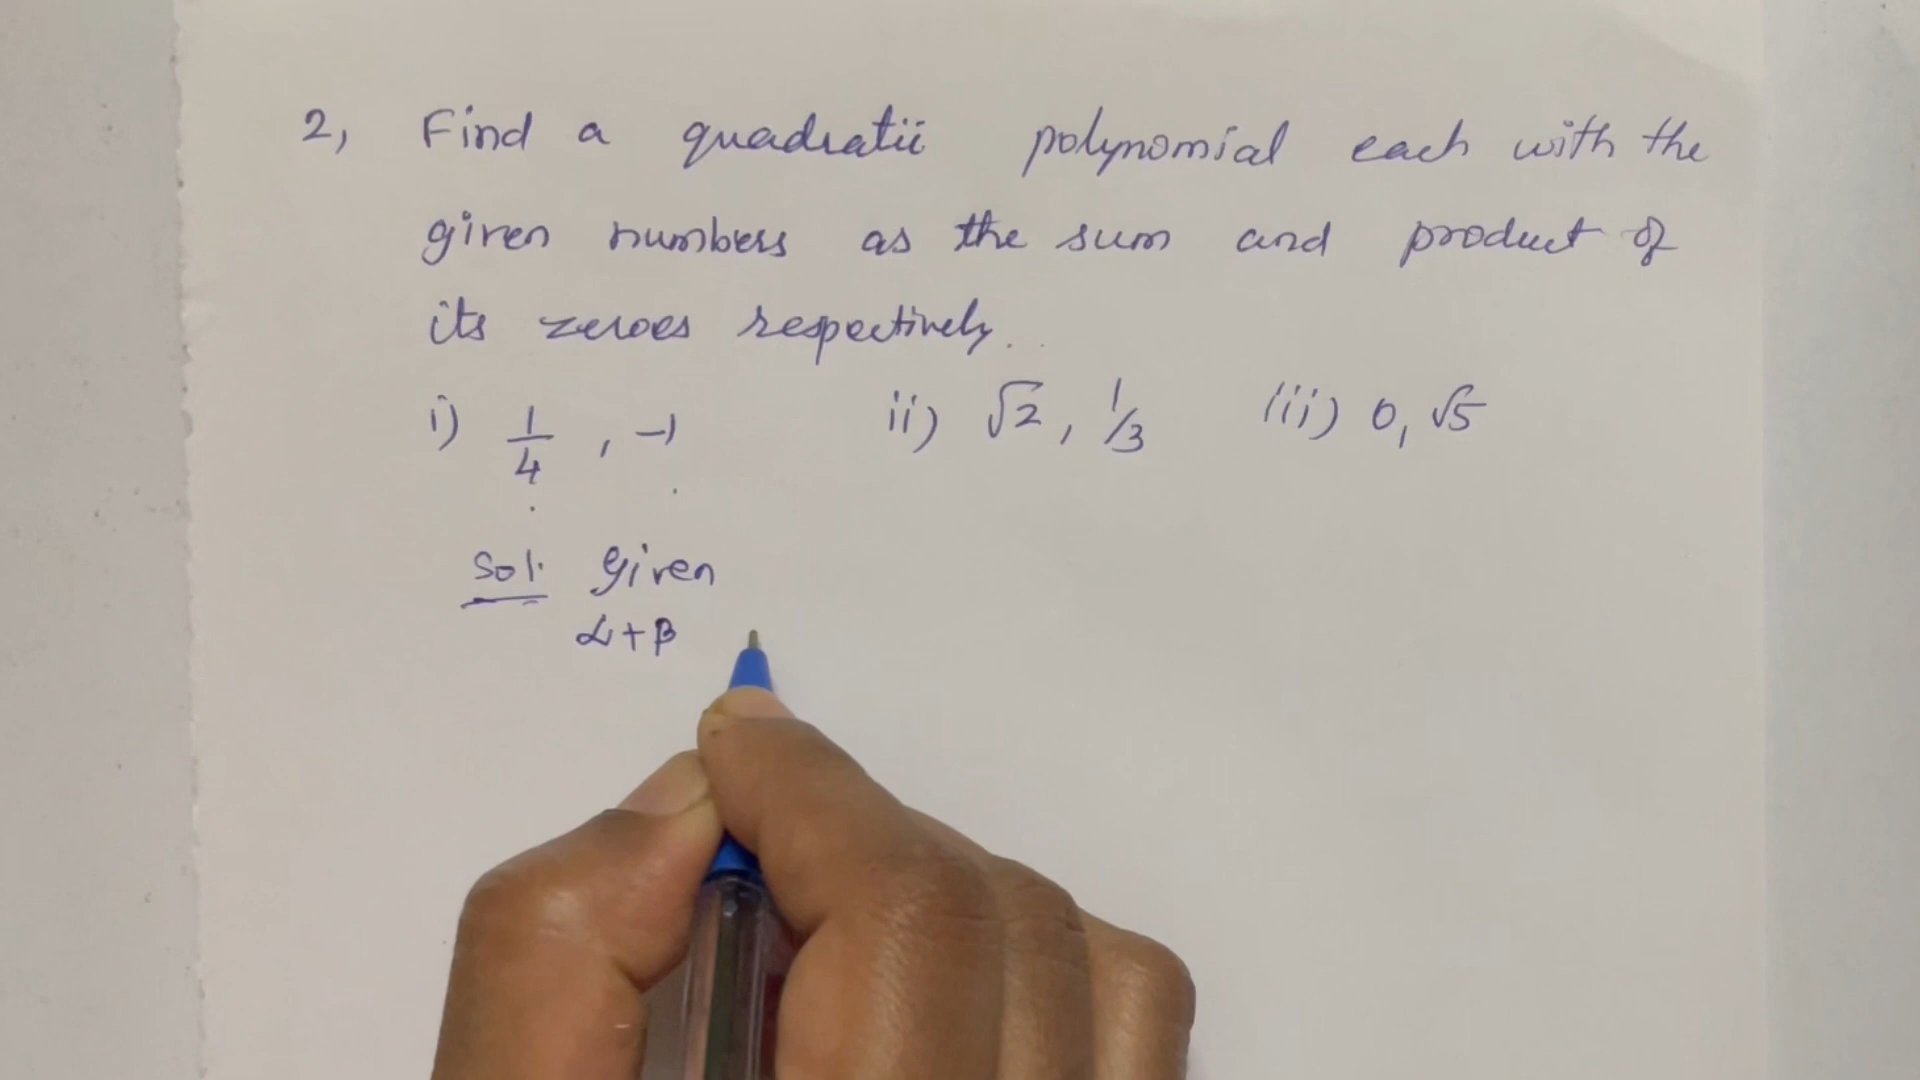 2, Find a quadratic polynomial each with the
given numbers as the sum and product of
its zeroes respectively.
i) 1/4 , -1 ii) √2, 1/3 iii) 0, √5
Sol. Given
α+β